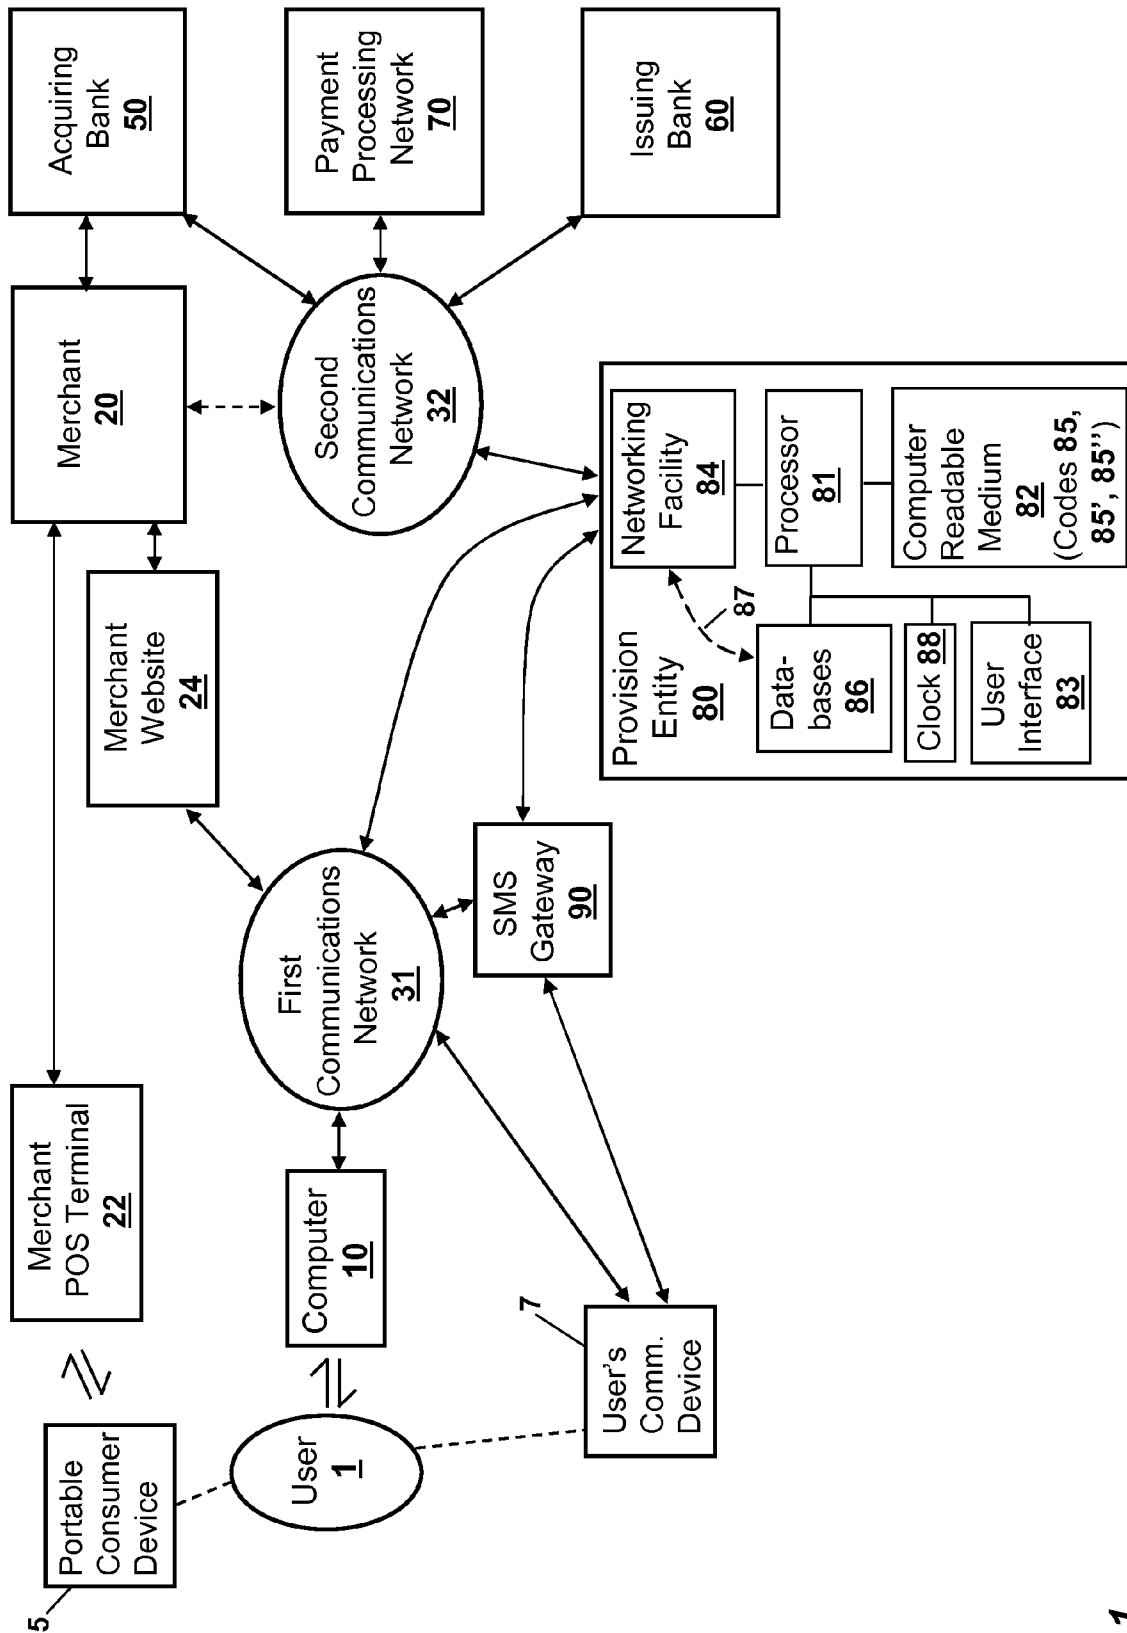 5
Portable
Consumer
Device
Merchant
POS Terminal
22
Merchant
20
Acquiring
Bank
50
Merchant
Website
24
User
1
Computer
10
First
Communications
Network
31
Second
Communications
Network
32
Payment
Processing
Network
70
Issuing
Bank
60
7
User's
Comm.
Device
SMS
Gateway
90
Provision
Entity
80
87
Networking
Facility
84
Data-
bases
86
Processor
81
Clock 88
User
Interface
83
Computer
Readable
Medium
82
(Codes 85,
85', 85'')
1